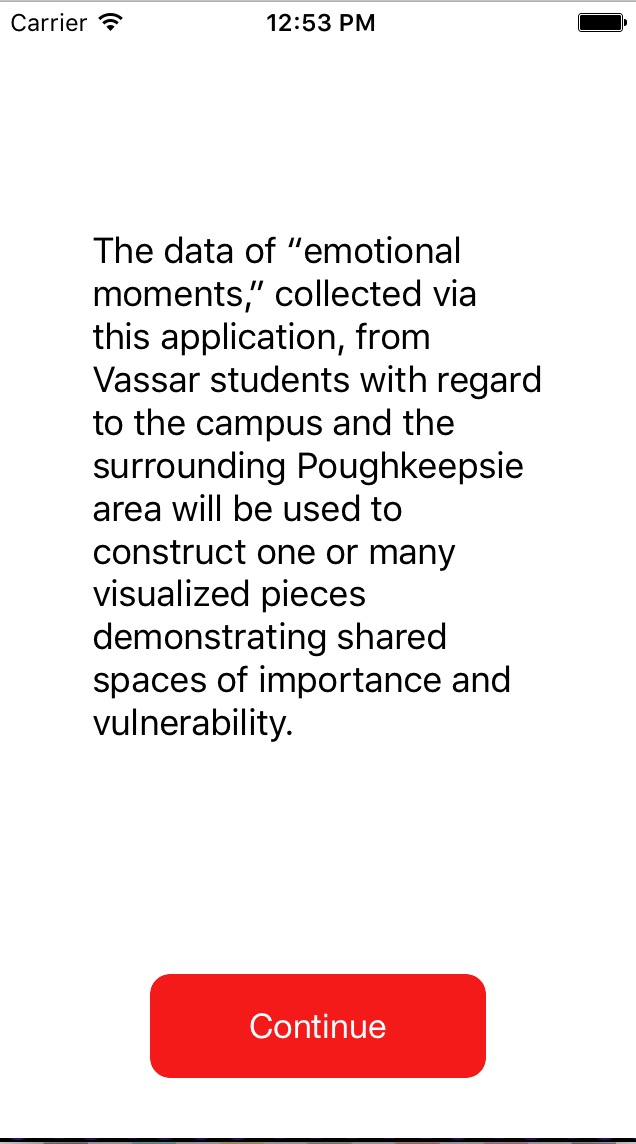 Carrier 12:53 PM
The data of “emotional
moments,” collected via
this application, from
Vassar students with regard
to the campus and the
surrounding Poughkeepsie
area will be used to
construct one or many
visualized pieces
demonstrating shared
spaces of importance and
vulnerability.
Continue